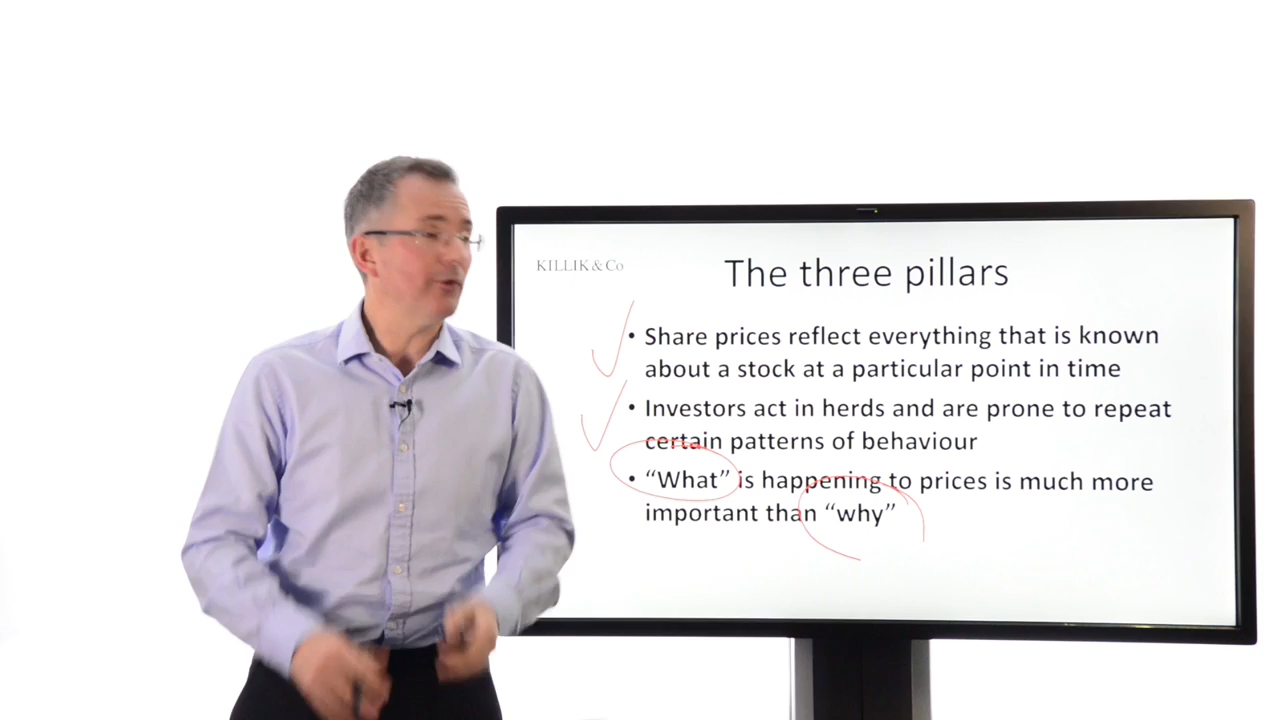 KILLIK & Co
The three pillars
• Share prices reflect everything that is known
about a stock at a particular point in time
• Investors act in herds and are prone to repeat
certain patterns of behaviour
• “What” is happening to prices is much more
important than “why”